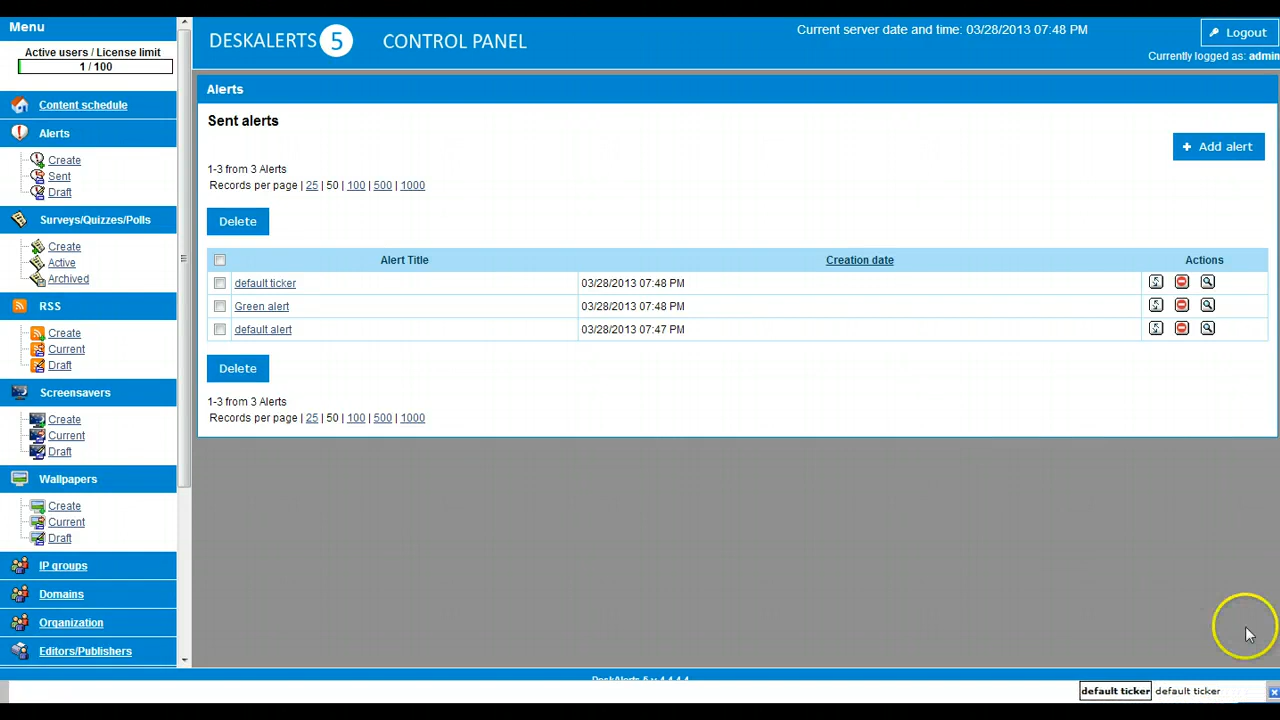 Menu
Active users / License limit
1 / 100
Content schedule
Alerts
Create
Sent
Draft
Surveys/Quizzes/Polls
Create
Active
Archived
RSS
Create
Current
Draft
Screensavers
Create
Current
Draft
Wallpapers
Create
Current
Draft
IP groups
Domains
Organization
Editors/Publishers
DESKALERTS 5 CONTROL PANEL
Current server date and time: 03/28/2013 07:48 PM
Logout
Currently logged as: admin
Alerts
Sent alerts
+ Add alert
1-3 from 3 Alerts
Records per page | 25 | 50 | 100 | 500 | 1000
Delete
Alert Title Creation date Actions
default ticker 03/28/2013 07:48 PM
Green alert 03/28/2013 07:48 PM
default alert 03/28/2013 07:47 PM
Delete
1-3 from 3 Alerts
Records per page | 25 | 50 | 100 | 500 | 1000
DeskAlerts 5 v 4.4.4.4
default ticker default ticker